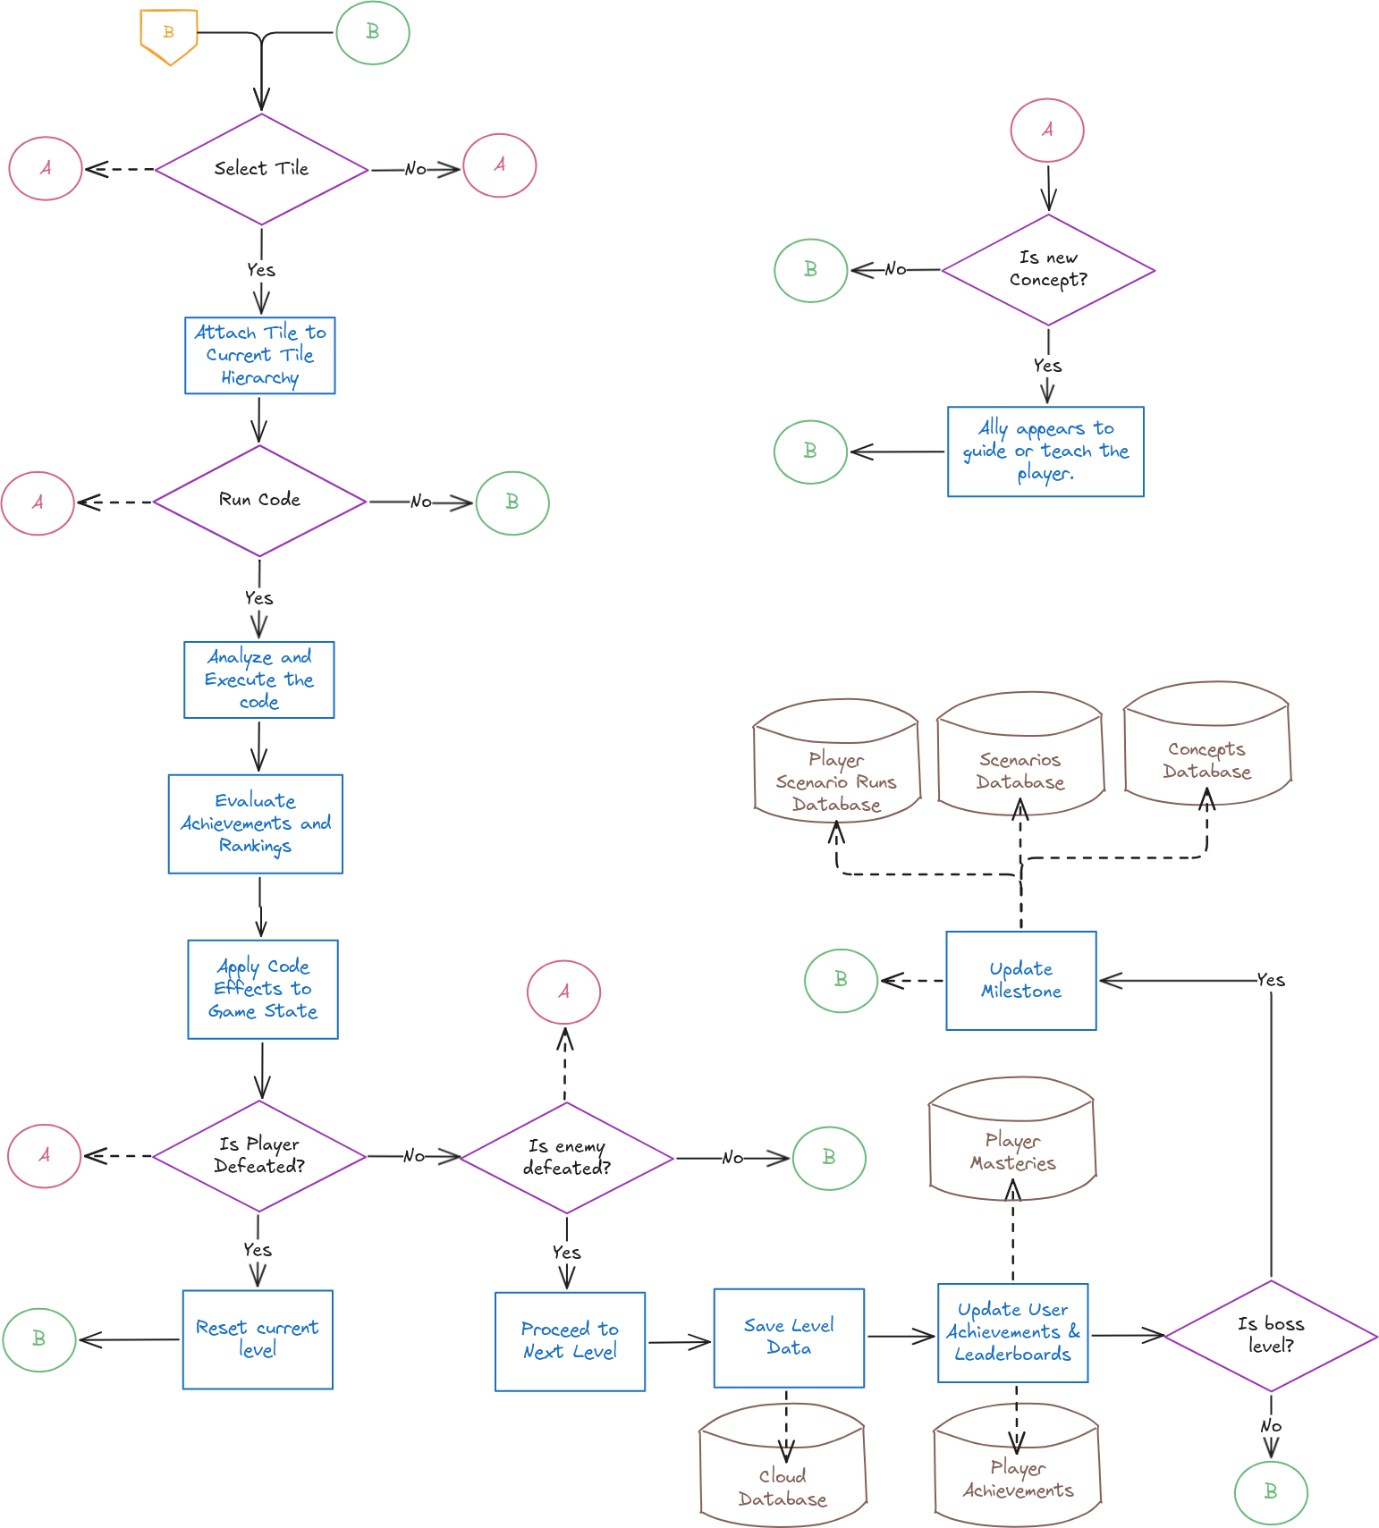 B
B
A
Select Tile
No
A
Yes
Attach Tile to
Current Tile
Hierarchy
A
Run Code
No
B
Yes
Analyze and
Execute the
code
Evaluate
Achievements and
Rankings
Apply Code
Effects to
Game State
A
Is Player
Defeated?
No
A
Is enemy
defeated?
No
B
Yes
Reset current
level
B
Yes
Proceed to
Next Level
Save Level
Data
Cloud
Database
Update User
Achievements &
Leaderboards
Player
Masteries
Player
Achievements
Is boss
level?
No
B
Yes
Update
Milestone
B
Player
Scenario Runs
Database
Scenarios
Database
Concepts
Database
A
Is new
Concept?
No
B
Yes
Ally appears to
guide or teach the
player.
B